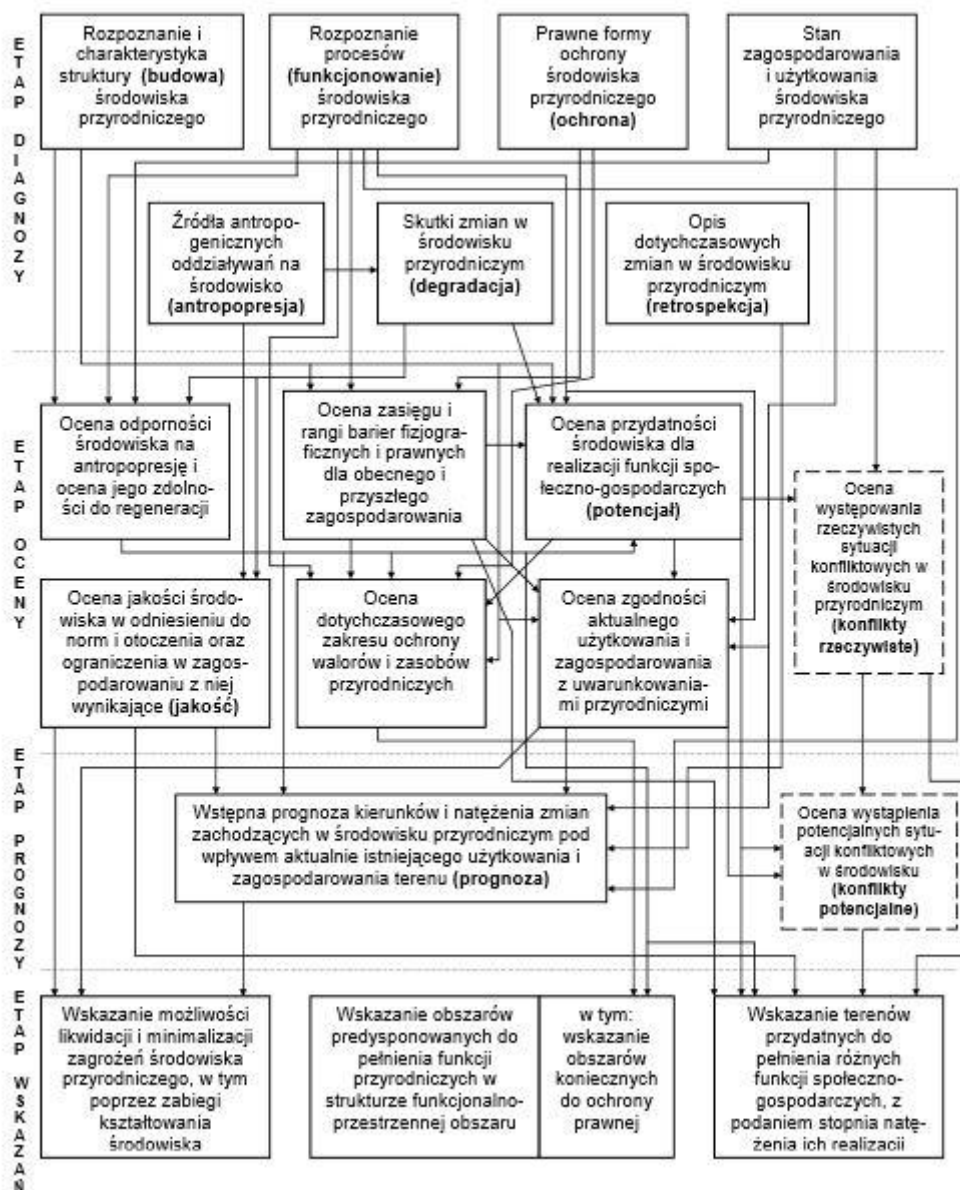 ETAP DIAGNOZY
Rozpoznanie i
charakterystyka
struktury (budowa)
środowiska
przyrodniczego
Rozpoznanie
procesów
(funkcjonowanie)
środowiska
przyrodniczego
Prawne formy
ochrony
środowiska
przyrodniczego
(ochrona)
Stan
zagospodarowania
i użytkowania
środowiska
przyrodniczego
Źródła antropo-
genicznych
oddziaływań na
środowisko
(antropopresja)
Skutki zmian w
środowisku
przyrodniczym
(degradacja)
Opis
dotychczasowych
zmian w środowisku
przyrodniczym
(retrospekcja)
ETAP OCENY
Ocena odporności
środowiska na
antropopresję i
ocena jego zdolno-
ści do regeneracji
Ocena zasięgu i
rangi barier fizjogra-
ficznych i prawnych
dla obecnego i
przyszłego
zagospodarowania
Ocena przydatności
środowiska dla
realizacji funkcji spo-
łeczno-gospodarczych
(potencjał)
Ocena
występowania
rzeczywistych
sytuacji
konfliktowych w
środowisku
przyrodniczym
(konflikty
rzeczywiste)
Ocena jakości środo-
wiska w odniesieniu do
norm i otoczenia oraz
ograniczenia w zagos-
podarowaniu z niej
wynikające (jakość)
Ocena
dotychczasowego
zakresu ochrony
walorów i zasobów
przyrodniczych
Ocena zgodności
aktualnego
użytkowania i
zagospodarowania
z uwarunkowania-
mi przyrodniczymi
ETAP PROGNOZY
Wstępna prognoza kierunków i natężenia zmian
zachodzących w środowisku przyrodniczym pod
wpływem aktualnie istniejącego użytkowania i
zagospodarowania terenu (prognoza)
Ocena wystąpienia
potencjalnych sytu-
acji konfliktowych
w środowisku
(konflikty
potencjalne)
ETAP WSKAZAŃ
Wskazanie możliwości
likwidacji i minimalizacji
zagrożeń środowiska
przyrodniczego, w tym
poprzez zabiegi
kształtowania
środowiska
Wskazanie obszarów
predysponowanych do
pełnienia funkcji
przyrodniczych w
strukturze funkcjonalno-
przestrzennej obszaru
w tym:
wskazanie
obszarów
koniecznych
do ochrony
prawnej
Wskazanie terenów
przydatnych do
pełnienia różnych
funkcji społeczno-
gospodarczych, z
podaniem stopnia natę-
żenia ich realizacji